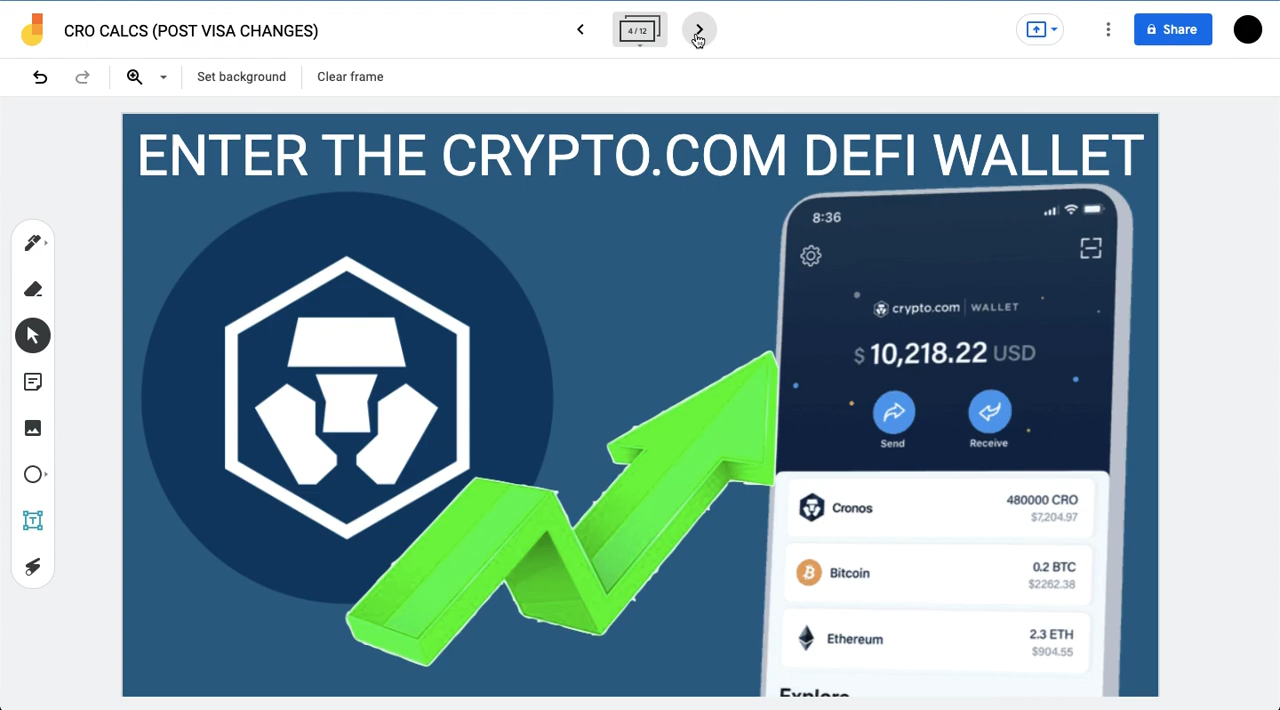 CRO CALCS (POST VISA CHANGES)
4 / 12
Share
Set background
Clear frame
ENTER THE CRYPTO.COM DEFI WALLET
8:36
crypto.com | WALLET
$ 10,218.22 USD
Send
Receive
Cronos
480000 CRO
$7,204.97
Bitcoin
0.2 BTC
$2262.38
Ethereum
2.3 ETH
$904.55
Explore
T